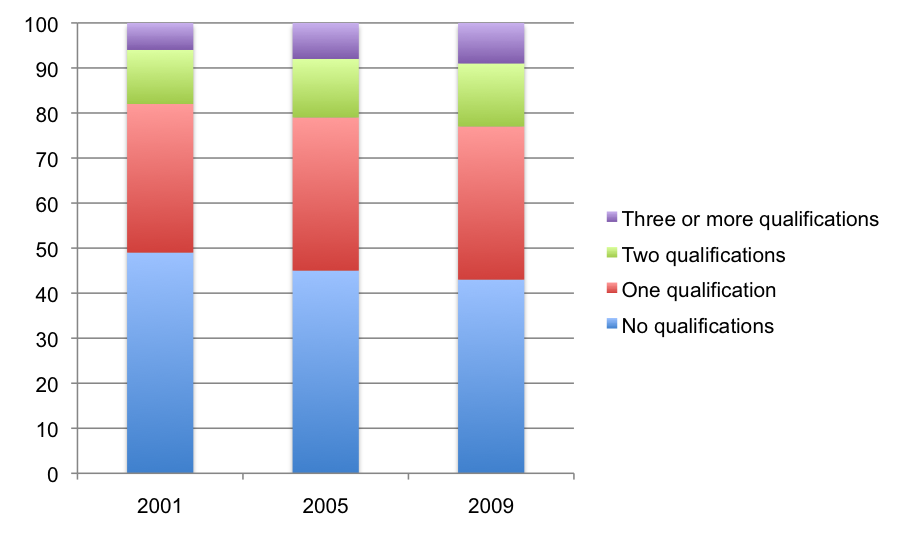 100
90
80
70
60
50
40
30
20
10
0
2001 2005 2009
Three or more qualifications
Two qualifications
One qualification
No qualifications